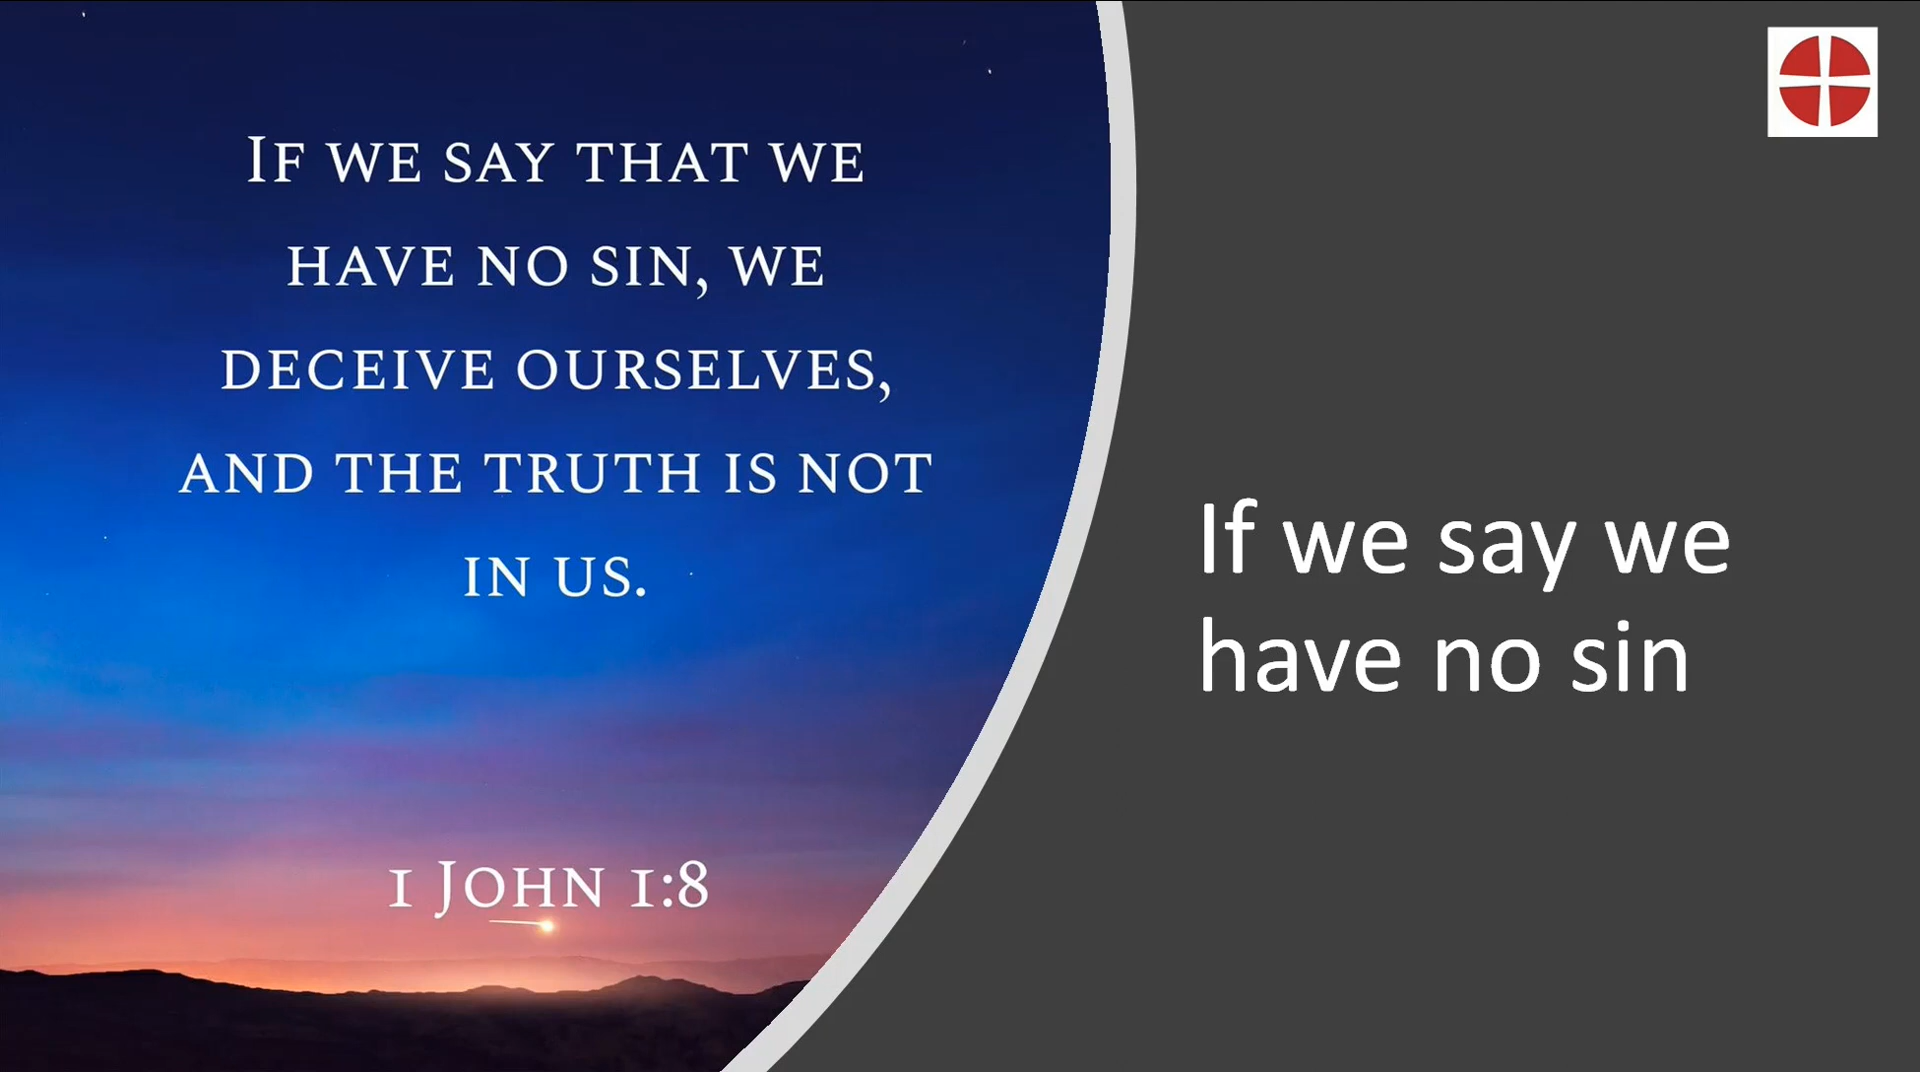 If we say that we
have no sin, we
deceive ourselves,
and the truth is not
in us.
1 John 1:8
If we say we
have no sin